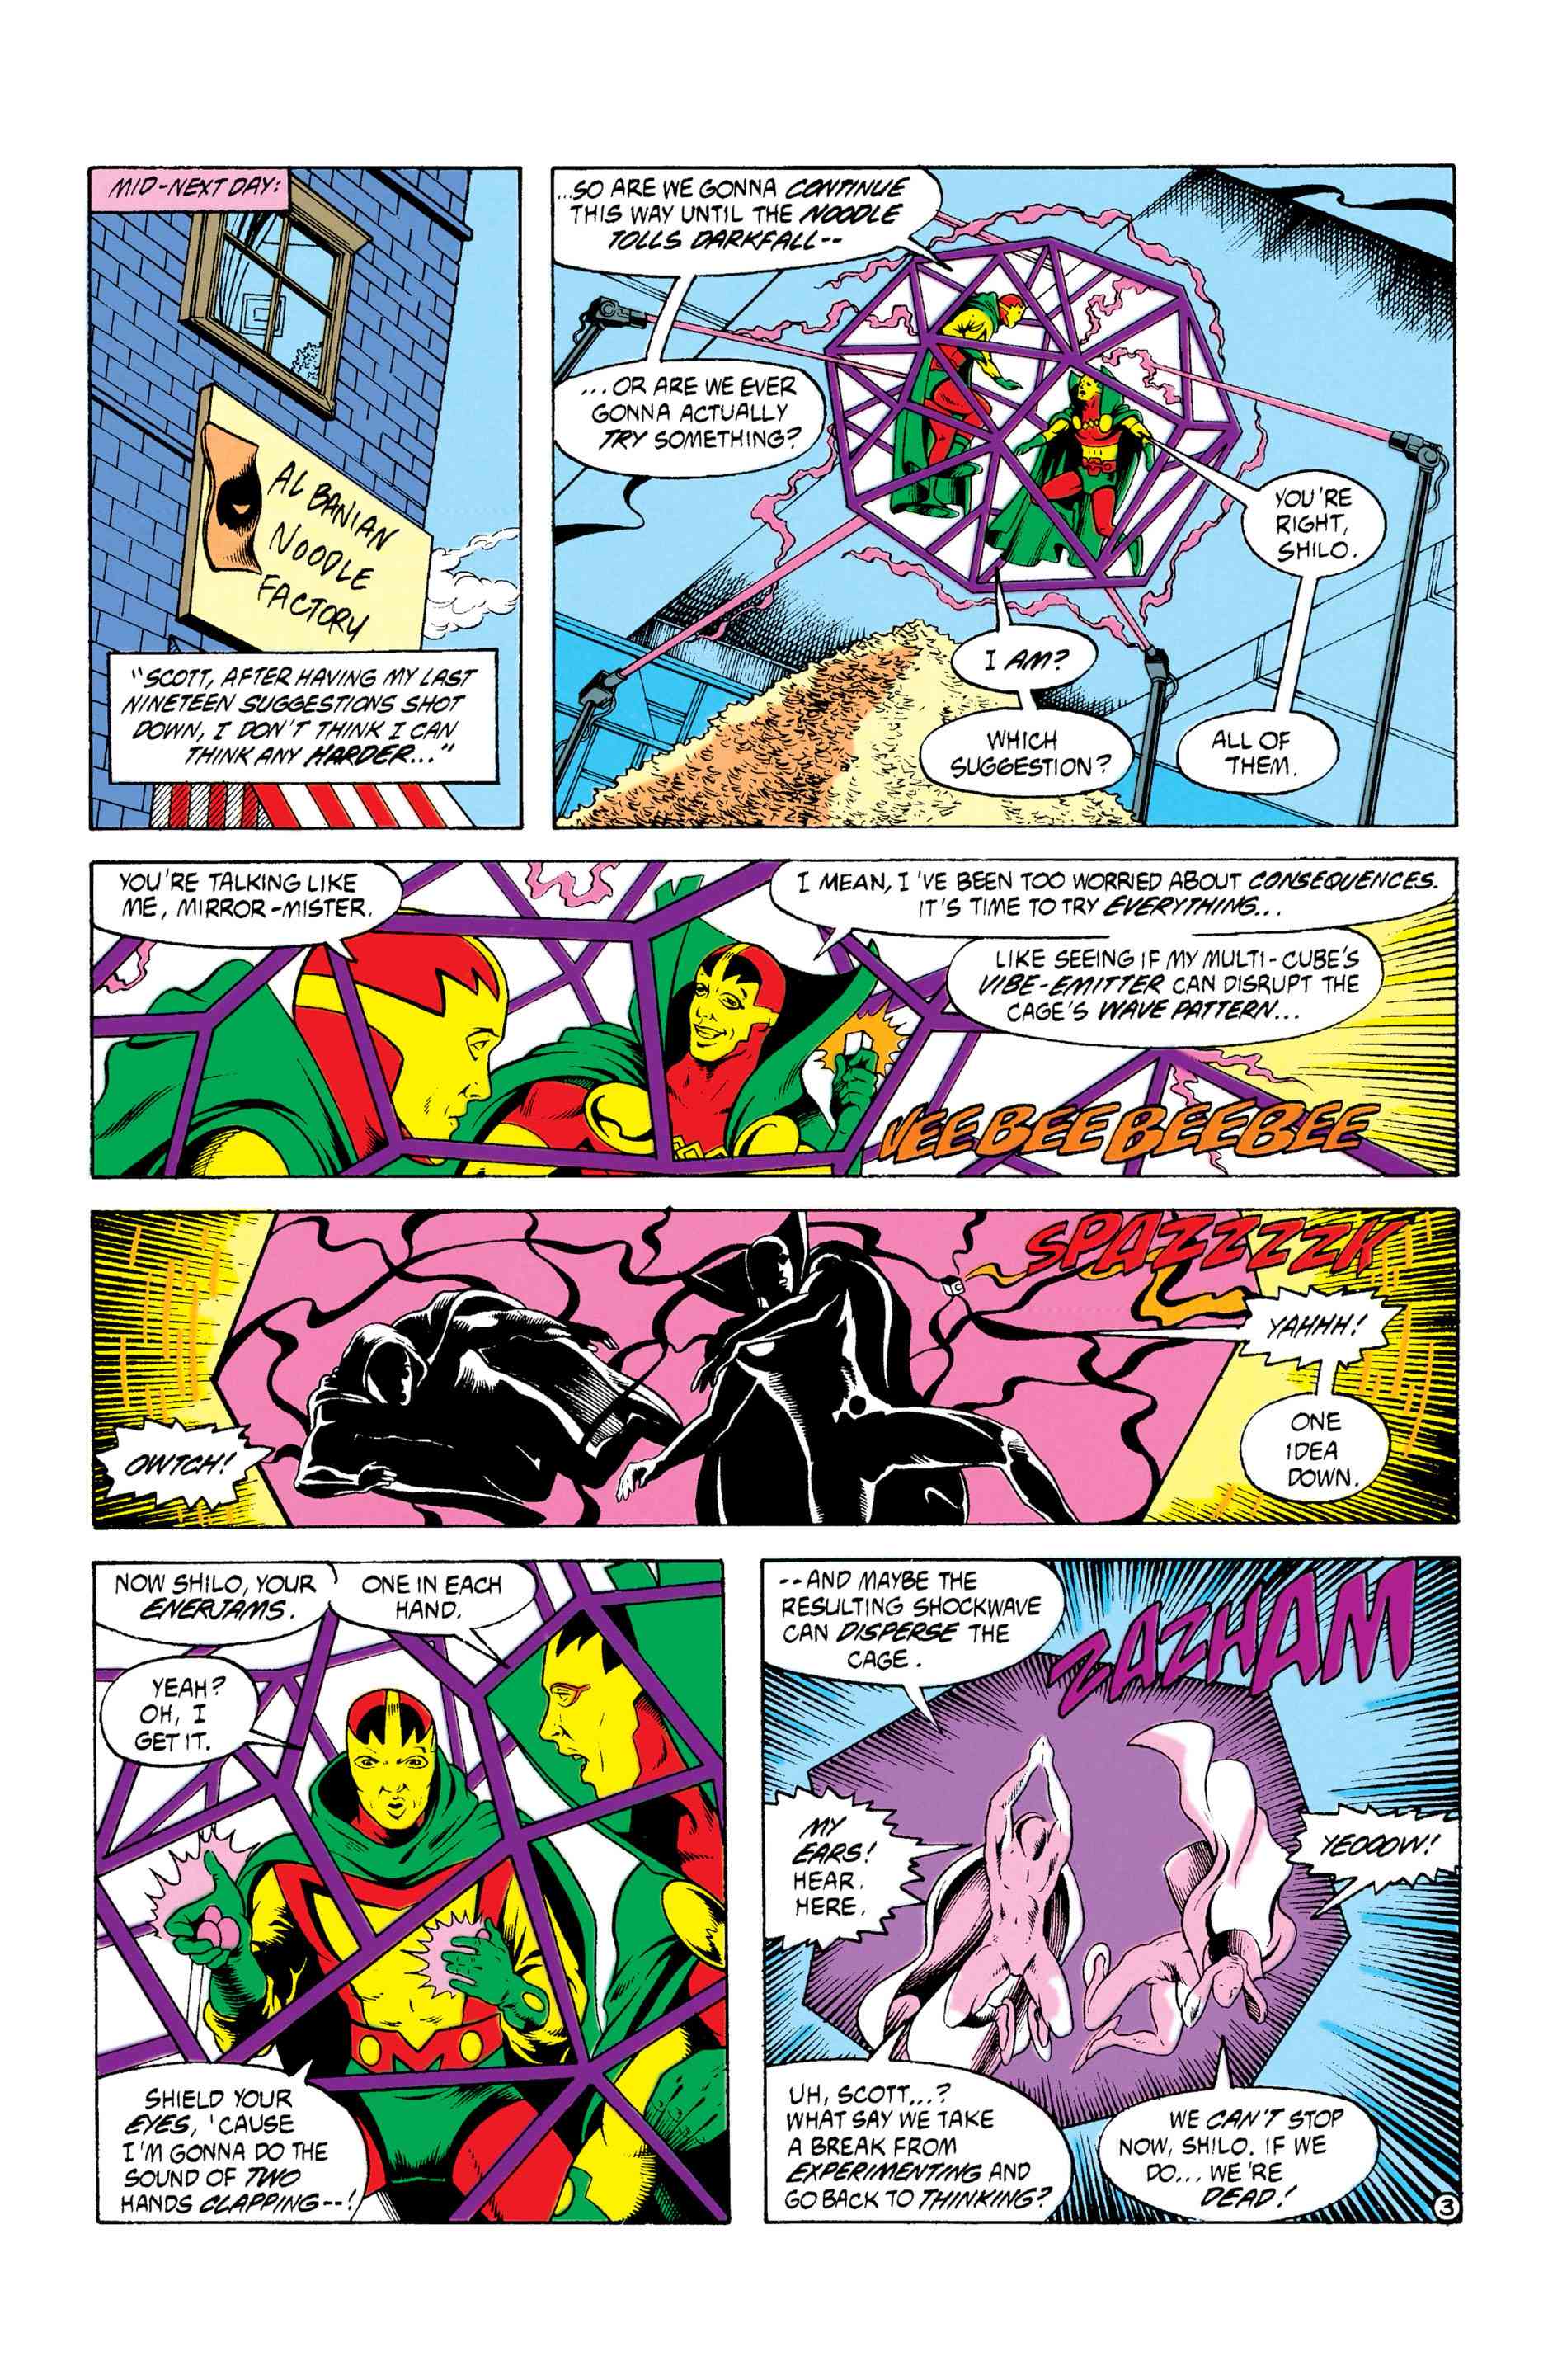 MID-NEXT DAY:
ALBANIAN
NOODLE
FACTORY
"SCOTT, AFTER HAVING MY LAST
NINETEEN SUGGESTIONS SHOT
DOWN, I DON'T THINK I CAN
THINK ANY HARDER..."
...SO ARE WE GONNA CONTINUE
THIS WAY UNTIL THE NOODLE
TOLLS DARKFALL--
...OR ARE WE EVER
GONNA ACTUALLY
TRY SOMETHING?
YOU'RE
RIGHT,
SHILO.
I AM?
WHICH
SUGGESTION?
ALL OF
THEM.
YOU'RE TALKING LIKE
ME, MIRROR-MISTER.
I MEAN, I'VE BEEN TOO WORRIED ABOUT CONSEQUENCES.
IT'S TIME TO TRY EVERYTHING...
LIKE SEEING IF MY MULTI-CUBE'S
VIBE-EMITTER CAN DISRUPT THE
CAGE'S WAVE PATTERN...
VEEBEEBEEBEE
SPAZZZZZK
YAHHH!
OWTCH!
ONE
IDEA
DOWN.
NOW SHILO, YOUR
ENERJAMS.
ONE IN EACH
HAND.
YEAH?
OH, I
GET IT.
SHIELD YOUR
EYES, 'CAUSE
I'M GONNA DO THE
SOUND OF TWO
HANDS CLAPPING--!
--AND MAYBE THE
RESULTING SHOCKWAVE
CAN DISPERSE THE
CAGE.
ZAZHAM
MY
EARS!
HEAR.
HERE.
YEOOOW!
UH, SCOTT...?
WHAT SAY WE TAKE
A BREAK FROM
EXPERIMENTING AND
GO BACK TO THINKING?
WE CAN'T STOP
NOW, SHILO. IF WE
DO... WE'RE
DEAD!
3